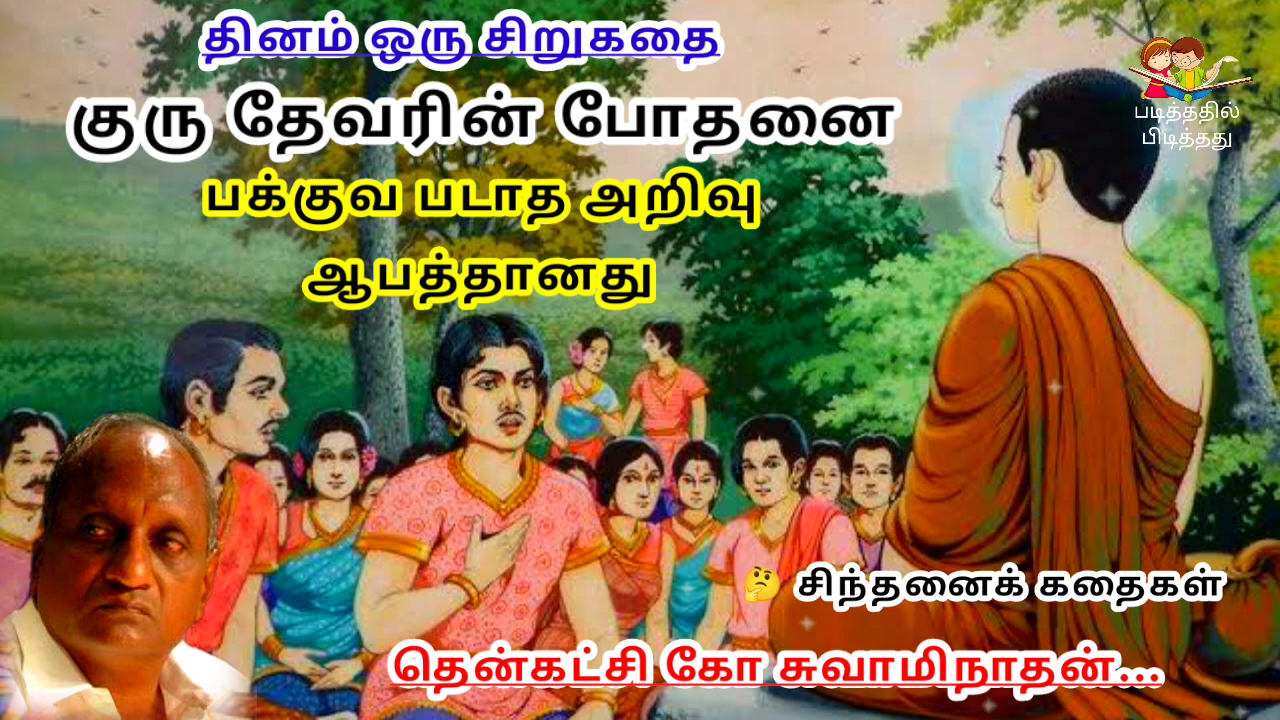 தினம் ஒரு சிறுகதை
குரு தேவரின் போதனை
படித்ததில்
பிடித்தது
பக்குவ படாத அறிவு
ஆபத்தானது
🤔 சிந்தனைக் கதைகள்
தென்கட்சி கோ சுவாமிநாதன்...